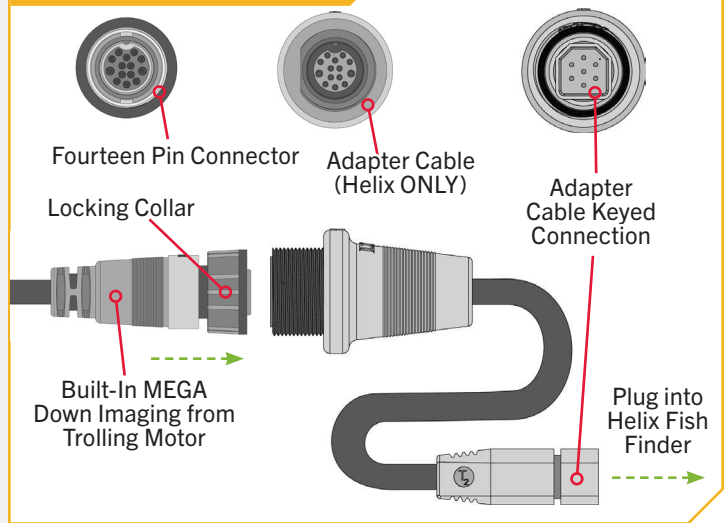 Fourteen Pin Connector
Adapter Cable
(Helix ONLY)
Adapter
Cable Keyed
Connection
Locking Collar
Built-In MEGA
Down Imaging from
Trolling Motor
Plug into
Helix Fish
Finder
T2